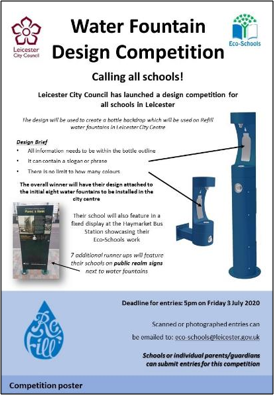 Leicester
City Council
Water Fountain
Design Competition
Eco-Schools
Calling all schools!
Leicester City Council has launched a design competition for
all schools in Leicester
The design will be used to create a bottle backdrop which will be used on Refill
water fountains in Leicester City Centre
Design Brief
• All information needs to be within the bottle outline
• It can contain a slogan or phrase
• There is no limit to how many colours
The overall winner will have their design attached to
the initial eight water fountains to be installed in the
city centre
Their school will also feature in a
fixed display at the Haymarket Bus
Station showcasing their
Eco-Schools work
7 additional runner ups will feature
their schools on public realm signs
next to water fountains
Refill
Deadline for entries: 5pm on Friday 3 July 2020
Scanned or photographed entries can
be emailed to: eco-schools@leicester.gov.uk
Schools or individual parents/guardians
can submit entries for this competition
Competition poster